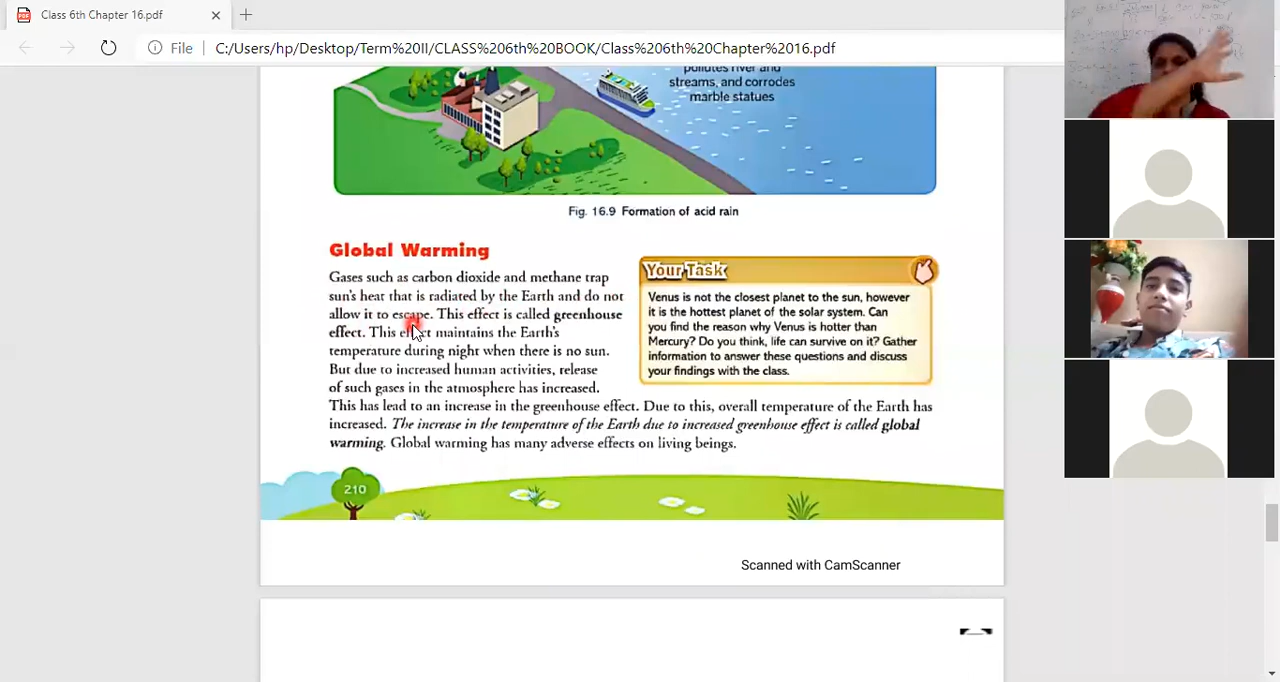 Class 6th Chapter 16.pdf
File
C:/Users/hp/Desktop/Term%20II/CLASS%206th%20BOOK/Class%206th%20Chapter%2016.pdf
pollutes river and
streams, and corrodes
marble statues
Fig. 16.9 Formation of acid rain
Global Warming
Gases such as carbon dioxide and methane trap
sun's heat that is radiated by the Earth and do not
allow it to escape. This effect is called greenhouse
effect. This effect maintains the Earth's
temperature during night when there is no sun.
But due to increased human activities, release
of such gases in the atmosphere has increased.
This has lead to an increase in the greenhouse effect. Due to this, overall temperature of the Earth has
increased. The increase in the temperature of the Earth due to increased greenhouse effect is called global
warming. Global warming has many adverse effects on living beings.
Your Task
Venus is not the closest planet to the sun, however
it is the hottest planet of the solar system. Can
you find the reason why Venus is hotter than
Mercury? Do you think, life can survive on it? Gather
information to answer these questions and discuss
your findings with the class.
210
Scanned with CamScanner